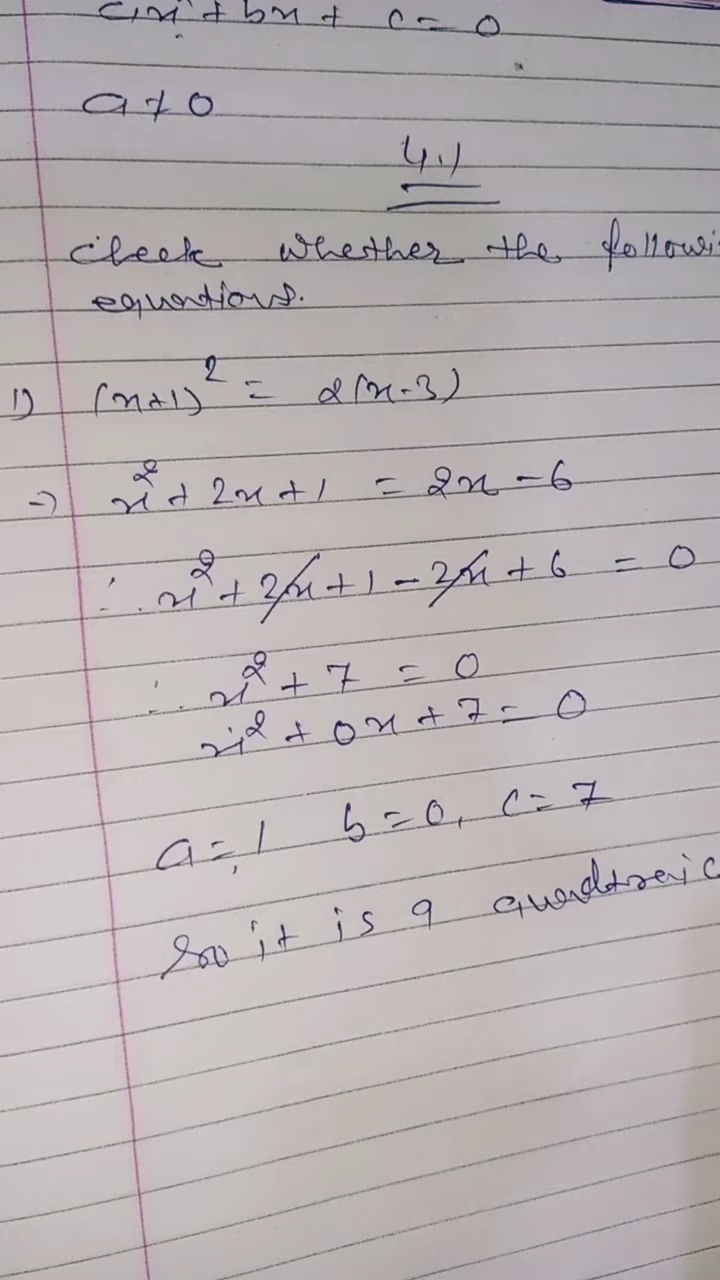 ax² + bx + c = 0
a ≠ 0
4.1
check whether the followi
equations.
1) (x+1)² = 2(x-3)
→ x² + 2x + 1 = 2x - 6
∴ x² + 2x + 1 - 2x + 6 = 0
∴ x² + 7 = 0
x² + 0x + 7 = 0
a = 1 b = 0, c = 7
So it is a quadtraic